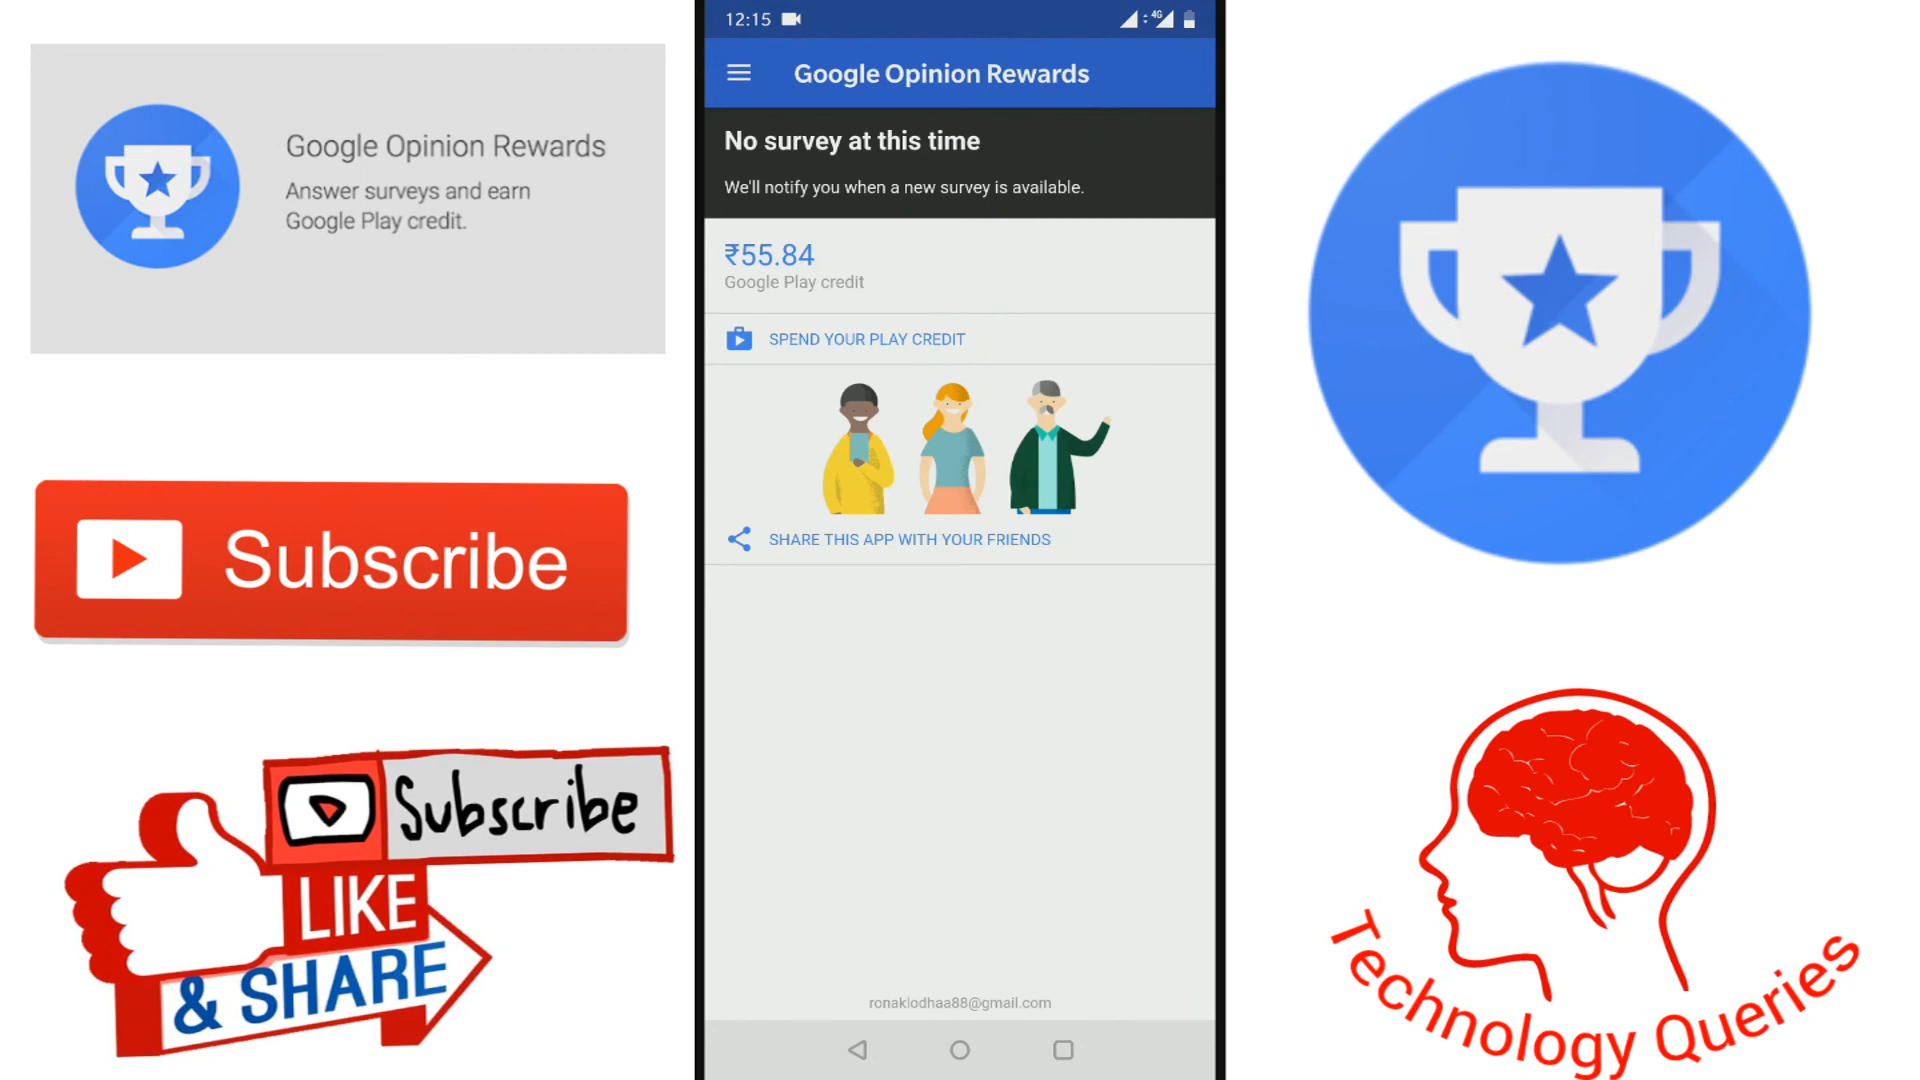 Google Opinion Rewards
Answer surveys and earn
Google Play credit.
Subscribe
Subscribe
LIKE
& SHARE
12:15
4G
Google Opinion Rewards
No survey at this time
We'll notify you when a new survey is available.
₹55.84
Google Play credit
SPEND YOUR PLAY CREDIT
SHARE THIS APP WITH YOUR FRIENDS
ronaklodhaa88@gmail.com
Technology Queries